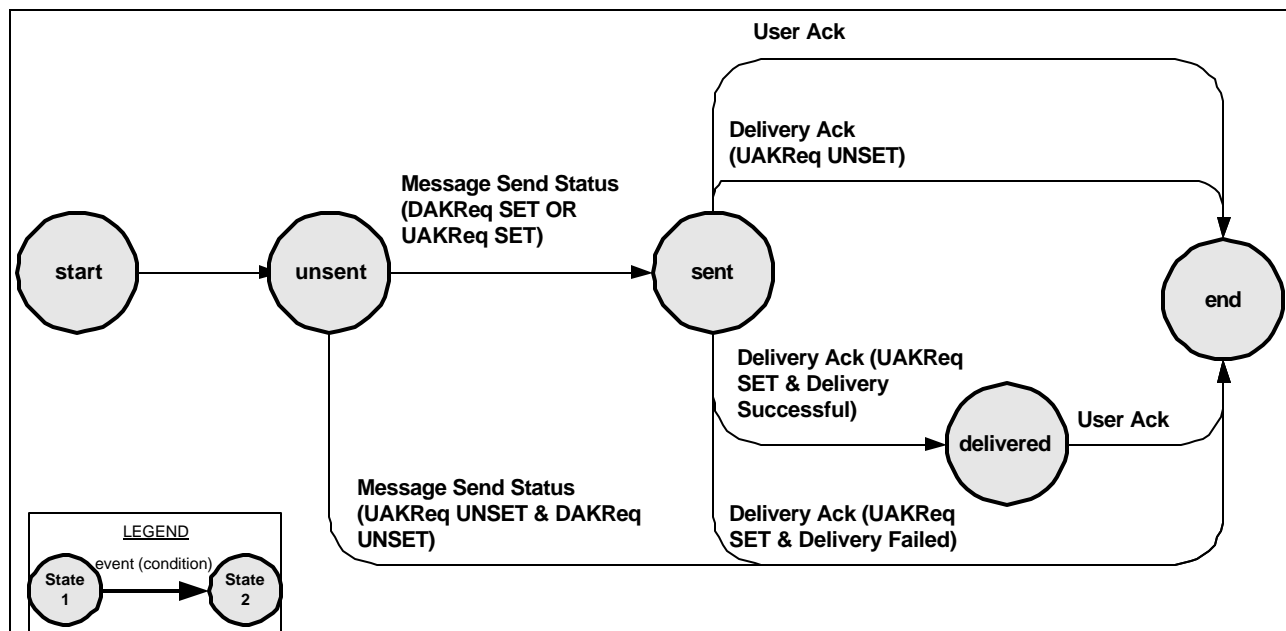 User Ack
Delivery Ack
(UAKReq UNSET)
Message Send Status
(DAKReq SET OR
UAKReq SET)
start
unsent
sent
end
Delivery Ack (UAKReq
SET & Delivery
Successful)
delivered
User Ack
Message Send Status
(UAKReq UNSET & DAKReq
UNSET)
Delivery Ack (UAKReq
SET & Delivery Failed)
LEGEND
event (condition)
State
1
State
2